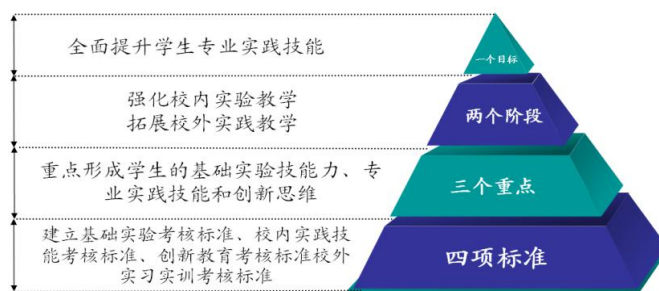 全面提升学生专业实践技能
一个目标
强化校内实验教学
拓展校外实践教学
两个阶段
重点形成学生的基础实验技能力、专
业实践技能和创新思维
三个重点
建立基础实验考核标准、校内实践技
能考核标准、创新教育考核标准校外
实习实训考核标准
四项标准